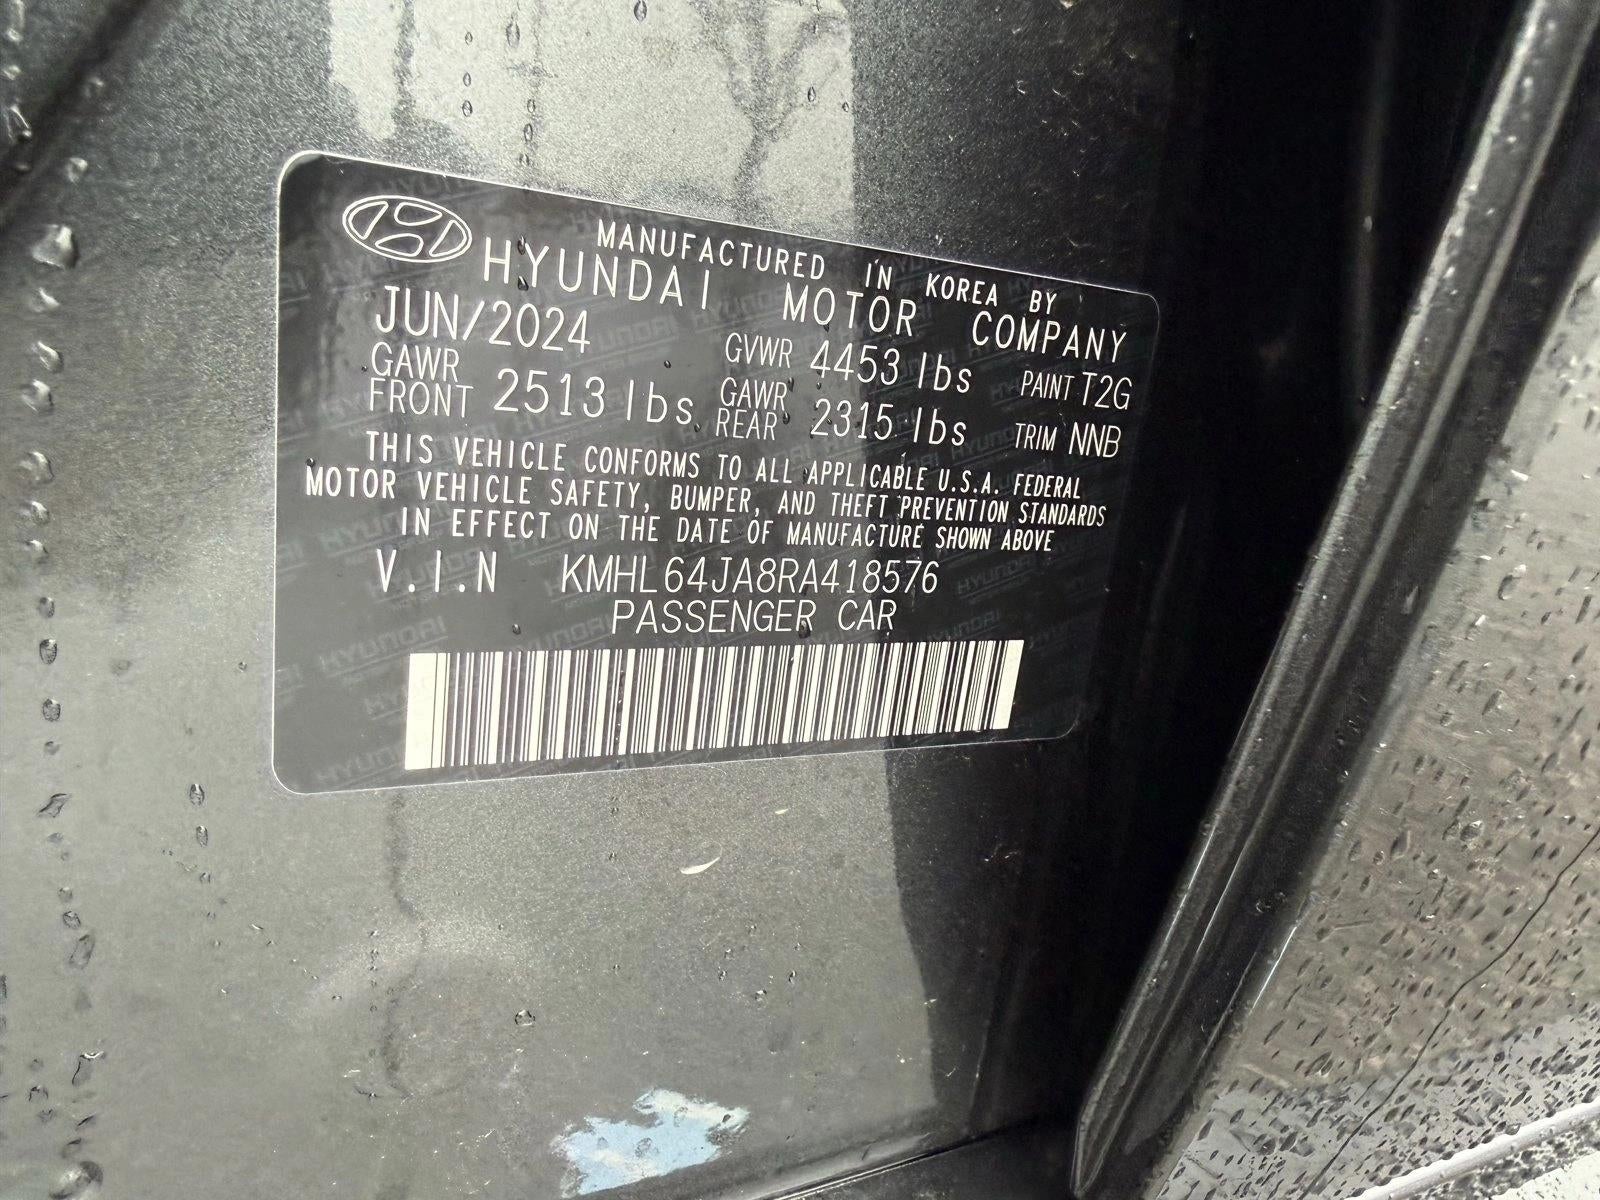 MANUFACTURED IN KOREA BY
HYUNDAI MOTOR COMPANY
JUN/2024 GVWR 4453 lbs PAINT T2G
GAWR FRONT 2513 lbs GAWR REAR 2315 lbs TRIM NNB
THIS VEHICLE CONFORMS TO ALL APPLICABLE U.S.A. FEDERAL
MOTOR VEHICLE SAFETY, BUMPER, AND THEFT PREVENTION STANDARDS
IN EFFECT ON THE DATE OF MANUFACTURE SHOWN ABOVE
V.I.N KMHL64JA8RA418576
PASSENGER CAR